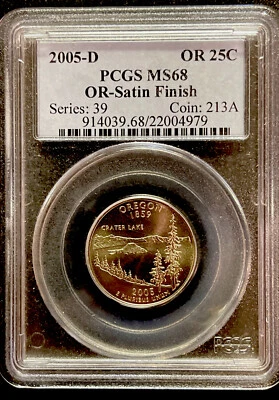 2005-D OR 25C
PCGS MS68
OR-Satin Finish
Series: 39 Coin: 213A
914039.68/22004979
OREGON
1859
CRATER LAKE
2005
E PLURIBUS UNUM
PCGS